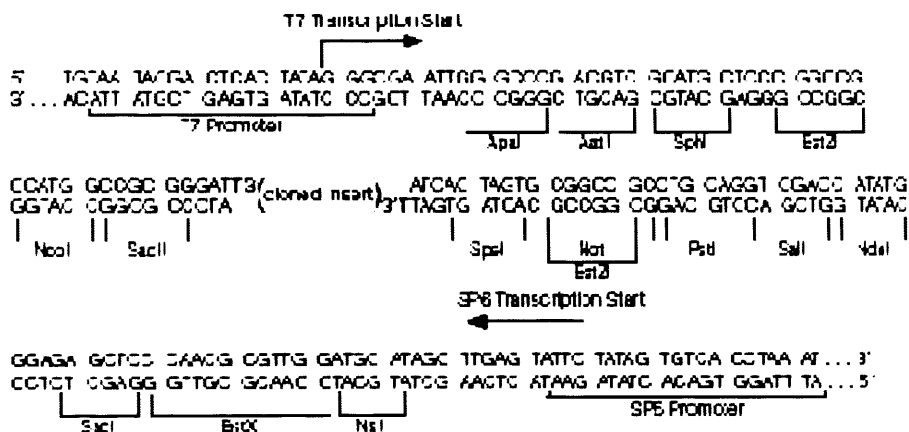 T7 Transcription Start
5' TGTAA TACGA CTCAC TATAG GGCGA ATTGG GCCCG ACGTC GCATG CTCCC GGCCG
3'... ACATT ATGCT GAGTG ATATC CCGCT TAACC CGGGC TGCAG CGTAC GAGGG CCGGC
T7 Promoter ApaI AatII SphI BstZI
CCATG GCCGC GGGATT3' (cloned insert) ATCAC TAGTG CGGCC GCCTG CAGGT CGACC ATATG
GGTAC CGGCG CCCTA 3'TTAGTG ATCAC GCCGG CGGAC GTCCA GCTGG TATAC
NcoI SacII SpeI NotI PstI SalI NdeI
BstZI
SP6 Transcription Start
GGAGA GCTCC CAACG CGTTG GATGC ATAGC TTGAG TATTC TATAG TGTCA CCTAA AT... 3'
CCTCT CGAGG GTTGC GCAAC CTACG TATCG AACTC ATAAG ATATC ACAGT GGATT TA... 5'
SacI BstXI NsiI SP6 Promoter